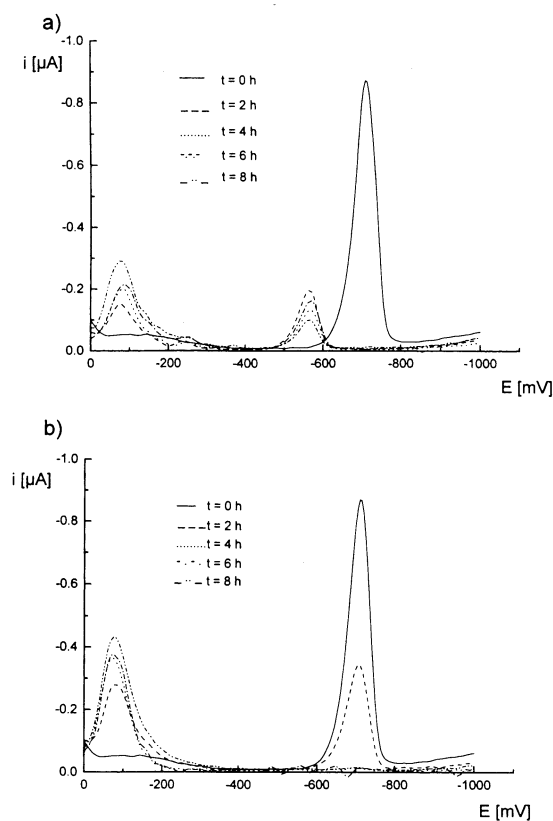 a)
-1.0
i [µA]
-0.8
-0.6
-0.4
-0.2
0.0
t = 0 h
t = 2 h
t = 4 h
t = 6 h
t = 8 h
0 -200 -400 -600 -800 -1000
E [mV]
b)
-1.0
i [µA]
-0.8
-0.6
-0.4
-0.2
0.0
t = 0 h
t = 2 h
t = 4 h
t = 6 h
t = 8 h
0 -200 -400 -600 -800 -1000
E [mV]